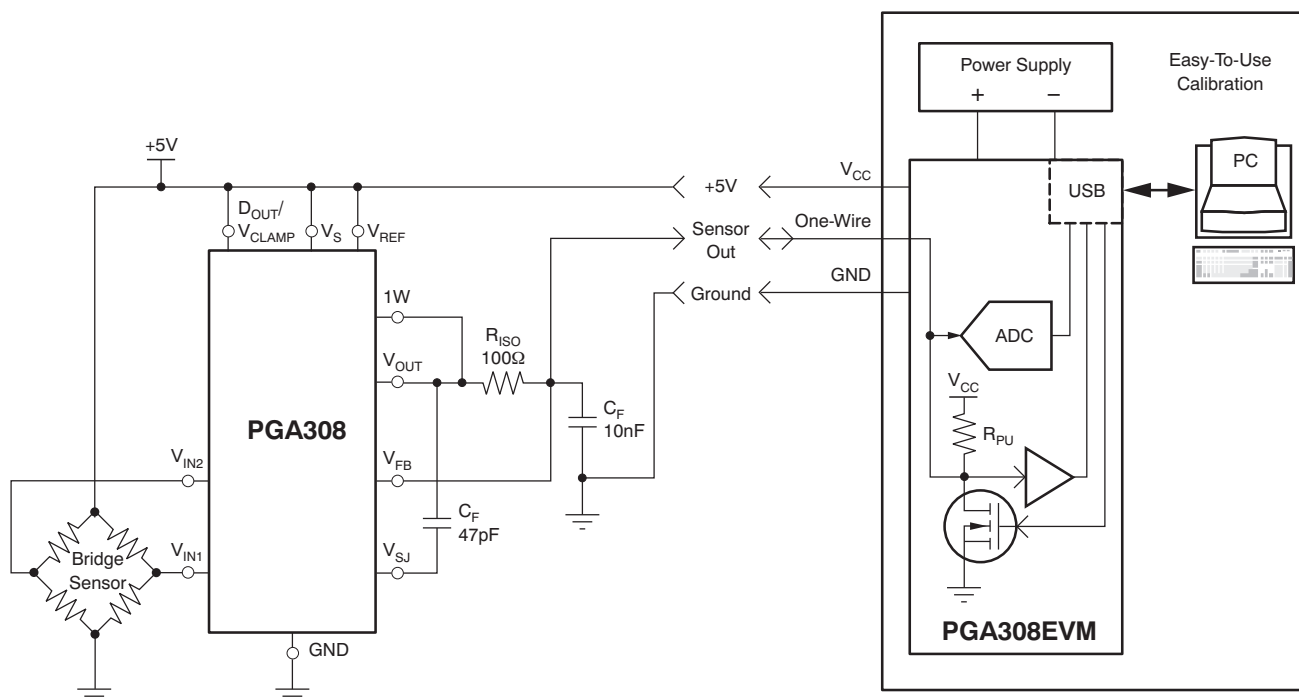 Power Supply
+ −
Easy-To-Use
Calibration
PC
USB
+5V
V_CC
+5V
D_OUT/
V_CLAMP
V_S
V_REF
One-Wire
Sensor
Out
GND
Ground
1W
R_ISO
100Ω
V_OUT
ADC
V_CC
R_PU
PGA308
C_F
10nF
V_IN2
V_FB
C_F
47pF
Bridge
Sensor
V_IN1
V_SJ
GND
PGA308EVM